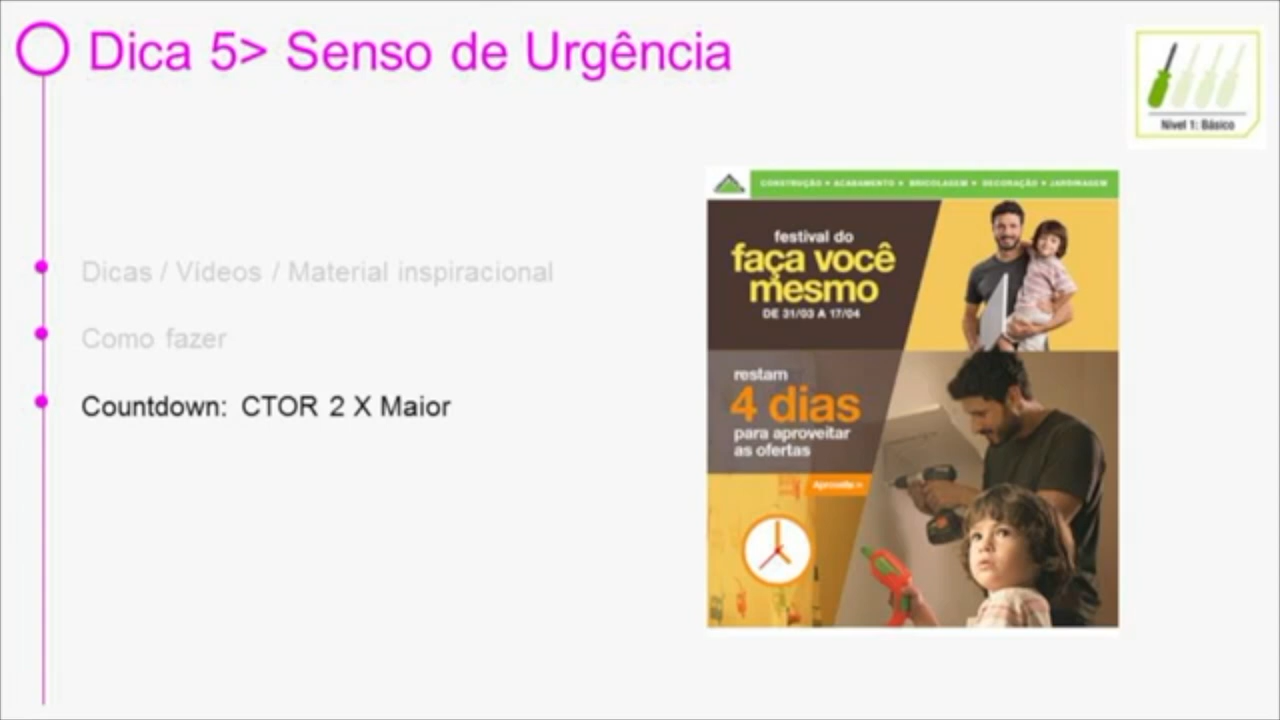 Dica 5> Senso de Urgência
Nível 1: Básico
CONSTRUÇÃO • ACABAMENTO • BRICOLAGEM • DECORAÇÃO • JARDINAGEM
festival do
faça você
mesmo
DE 31/03 A 17/04
Dicas / Vídeos / Material inspiracional
Como fazer
Countdown: CTOR 2 X Maior
restam
4 dias
para aproveitar
as ofertas
Aproveite »